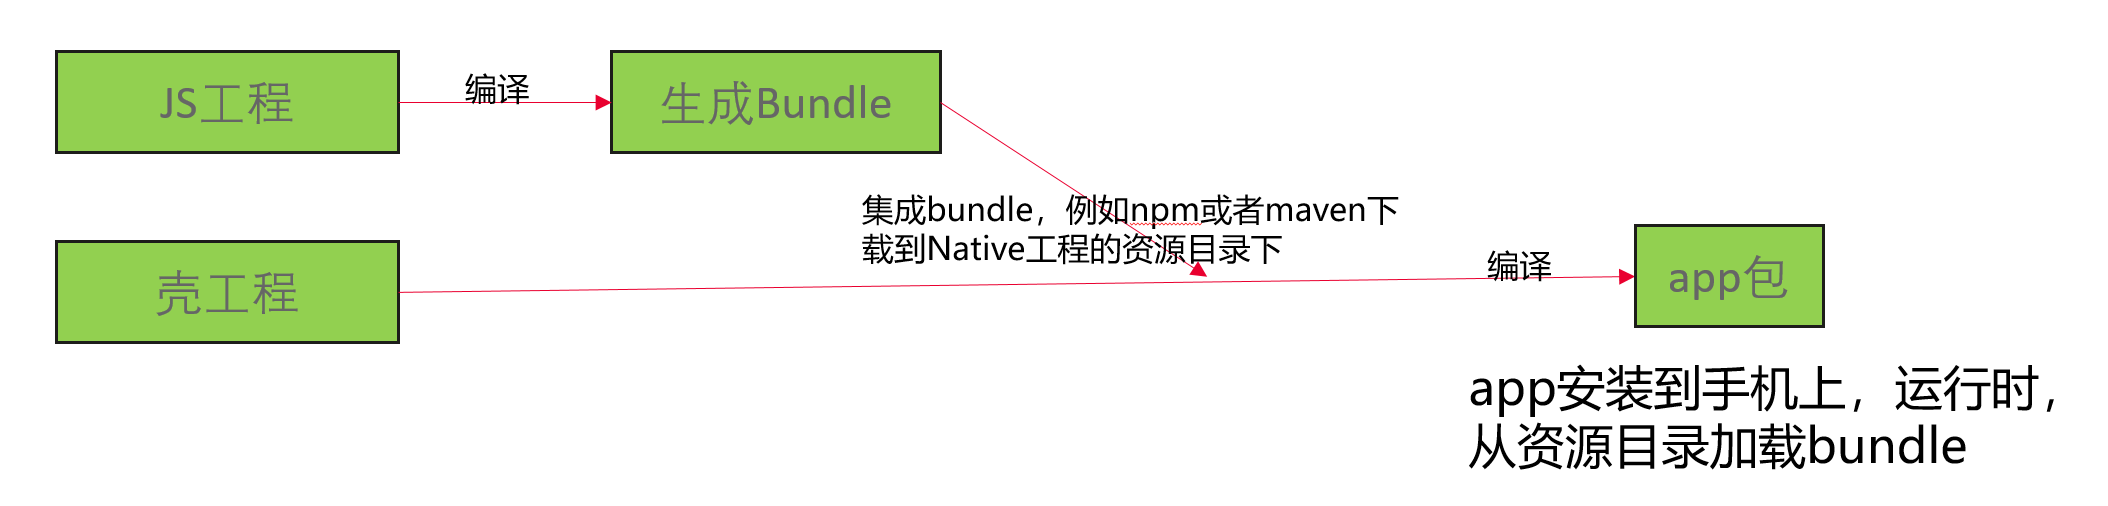 JS工程
编译
生成Bundle
集成bundle，例如npm或者maven下
载到Native工程的资源目录下
壳工程
编译
app包
app安装到手机上，运行时，
从资源目录加载bundle